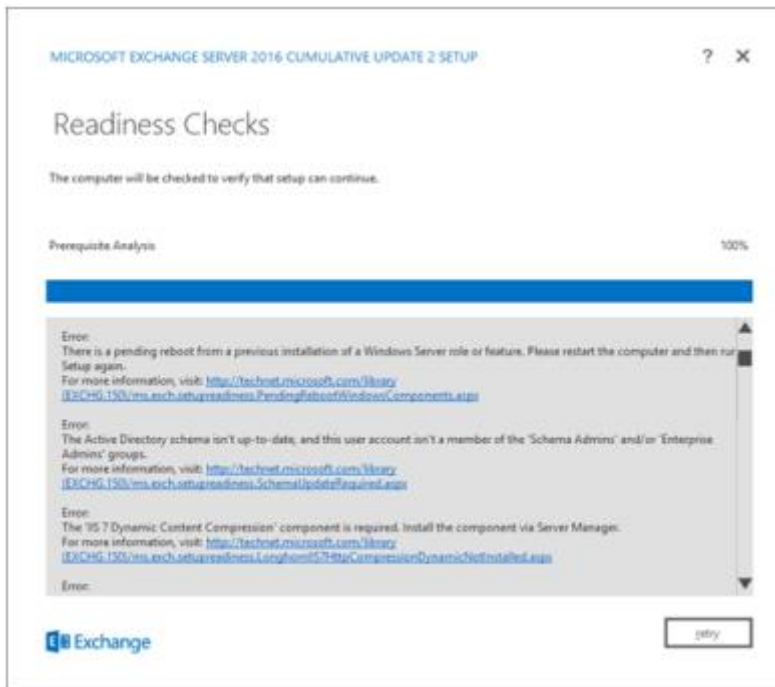 MICROSOFT EXCHANGE SERVER 2016 CUMULATIVE UPDATE 2 SETUP
? ✕
Readiness Checks
The computer will be checked to verify that setup can continue.
Prerequisite Analysis 100%
Error:
There is a pending reboot from a previous installation of a Windows Server role or feature. Please restart the computer and then run
Setup again.
For more information, visit: http://technet.microsoft.com/library
(EXCHG.150)/ms.exch.setupreadiness.PendingRebootWindowsComponents.aspx
Error:
The Active Directory schema isn't up-to-date, and this user account isn't a member of the 'Schema Admins' and/or 'Enterprise
Admins' groups.
For more information, visit: http://technet.microsoft.com/library
(EXCHG.150)/ms.exch.setupreadiness.SchemaUpdateRequired.aspx
Error:
The 'IIS 7 Dynamic Content Compression' component is required. Install the component via Server Manager.
For more information, visit: http://technet.microsoft.com/library
(EXCHG.150)/ms.exch.setupreadiness.LonghornIIS7HttpCompressionDynamicNotInstalled.aspx
Error:
E Exchange
retry